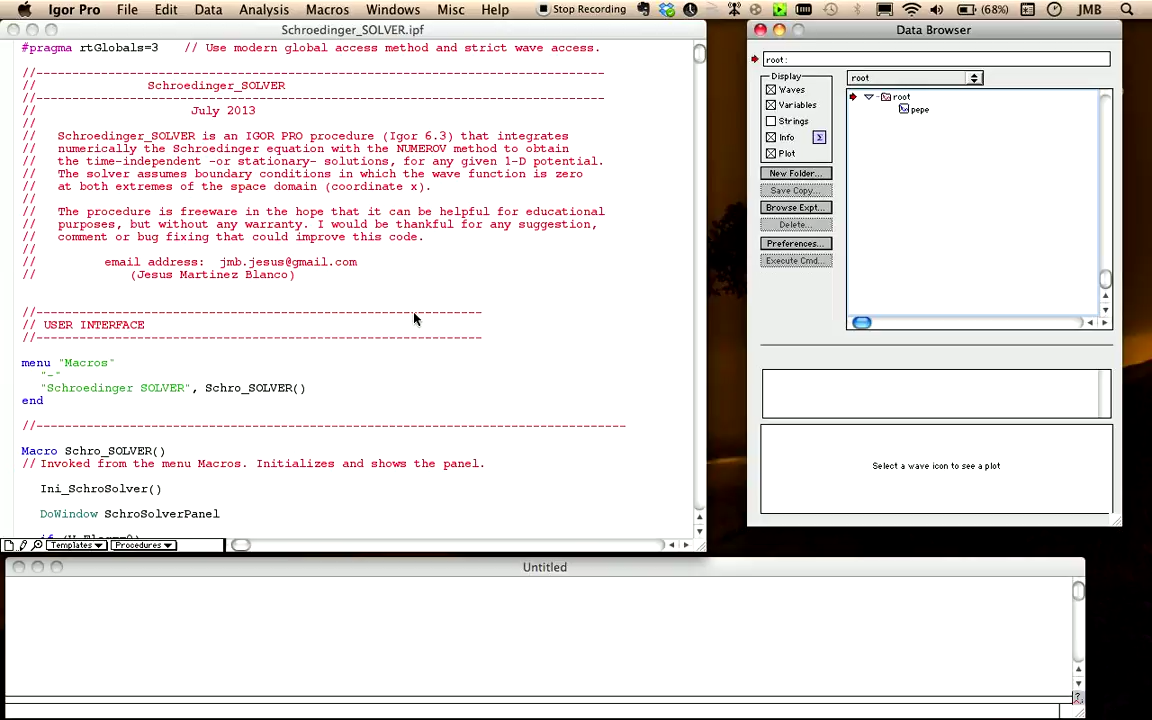 Igor Pro File Edit Data Analysis Macros Windows Misc Help Stop Recording (68%) JMB
Schroedinger_SOLVER.ipf
#pragma rtGlobals=3 // Use modern global access method and strict wave access.
//---------------------------------------------------------------------------
// Schroedinger_SOLVER
//---------------------------------------------------------------------------
// July 2013
//
// Schroedinger_SOLVER is an IGOR PRO procedure (Igor 6.3) that integrates
// numerically the Schroedinger equation with the NUMEROV method to obtain
// the time-independent -or stationary- solutions, for any given 1-D potential.
// The solver assumes boundary conditions in which the wave function is zero
// at both extremes of the space domain (coordinate x).
//
// The procedure is freeware in the hope that it can be helpful for educational
// purposes, but without any warranty. I would be thankful for any suggestion,
// comment or bug fixing that could improve this code.
//
// email address: jmb.jesus@gmail.com
// (Jesus Martinez Blanco)
//---------------------------------------------------------
// USER INTERFACE
//---------------------------------------------------------
menu "Macros"
"-"
"Schroedinger SOLVER", Schro_SOLVER()
end
//------------------------------------------------------------------------------
Macro Schro_SOLVER()
// Invoked from the menu Macros. Initializes and shows the panel.
Ini_SchroSolver()
DoWindow SchroSolverPanel
Templates Procedures
Data Browser
root:
Display
Waves
Variables
Strings
Info
Plot
New Folder...
Save Copy...
Browse Expt...
Delete...
Preferences...
Execute Cmd...
root
root
pepe
Select a wave icon to see a plot
Untitled